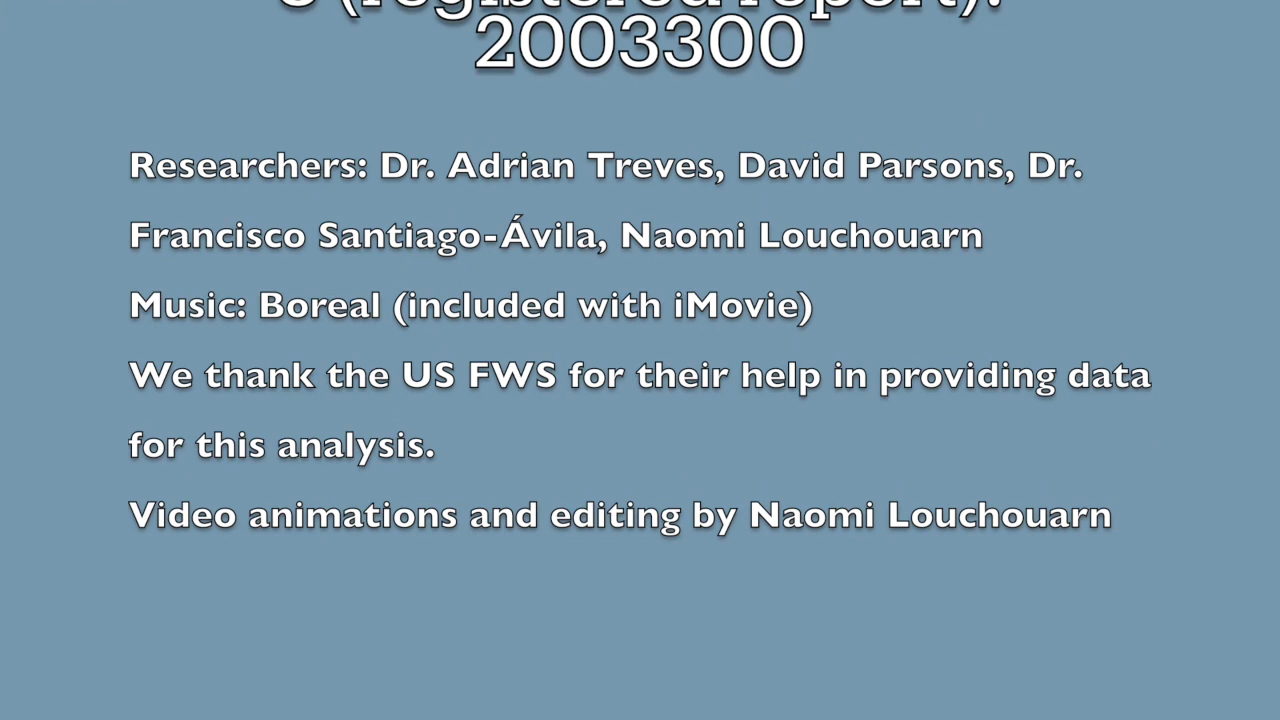 (registered report):
2003300
Researchers: Dr. Adrian Treves, David Parsons, Dr.
Francisco Santiago-Ávila, Naomi Louchouarn
Music: Boreal (included with iMovie)
We thank the US FWS for their help in providing data
for this analysis.
Video animations and editing by Naomi Louchouarn